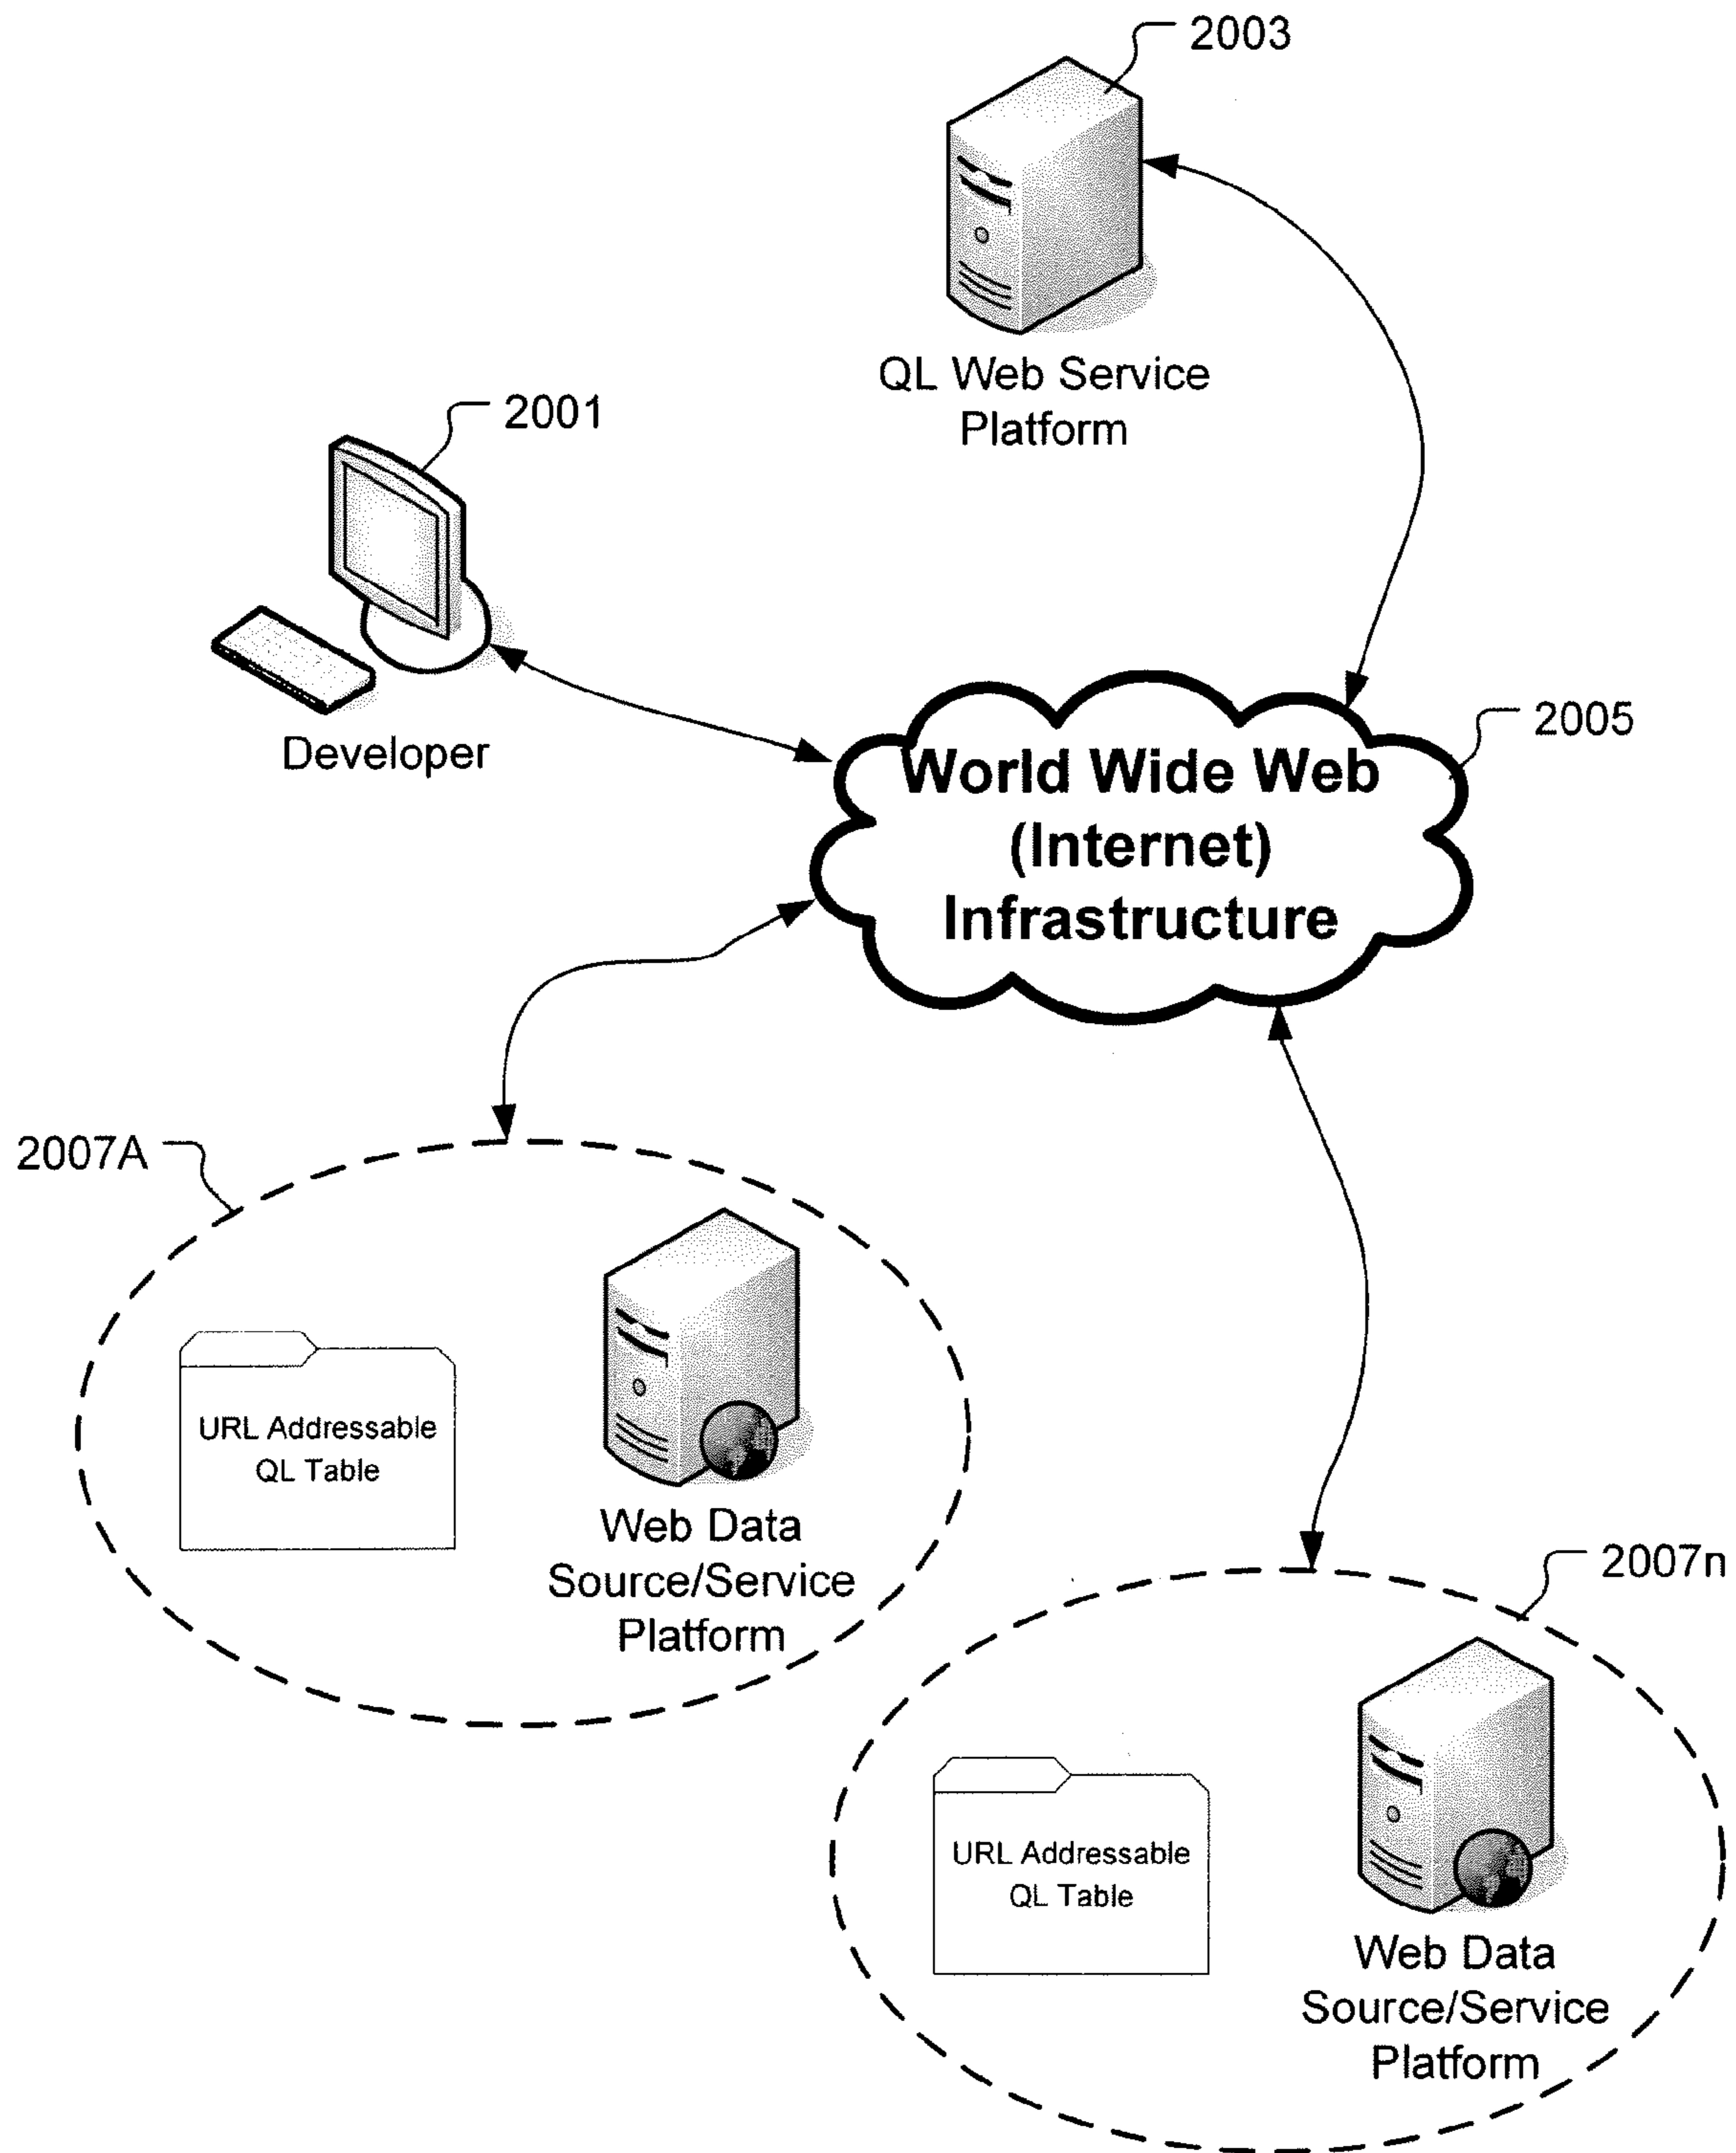 2003
QL Web Service
Platform
2001
Developer
2005
World Wide Web
(Internet)
Infrastructure
2007A
URL Addressable
QL Table
Web Data
Source/Service
Platform
2007n
URL Addressable
QL Table
Web Data
Source/Service
Platform